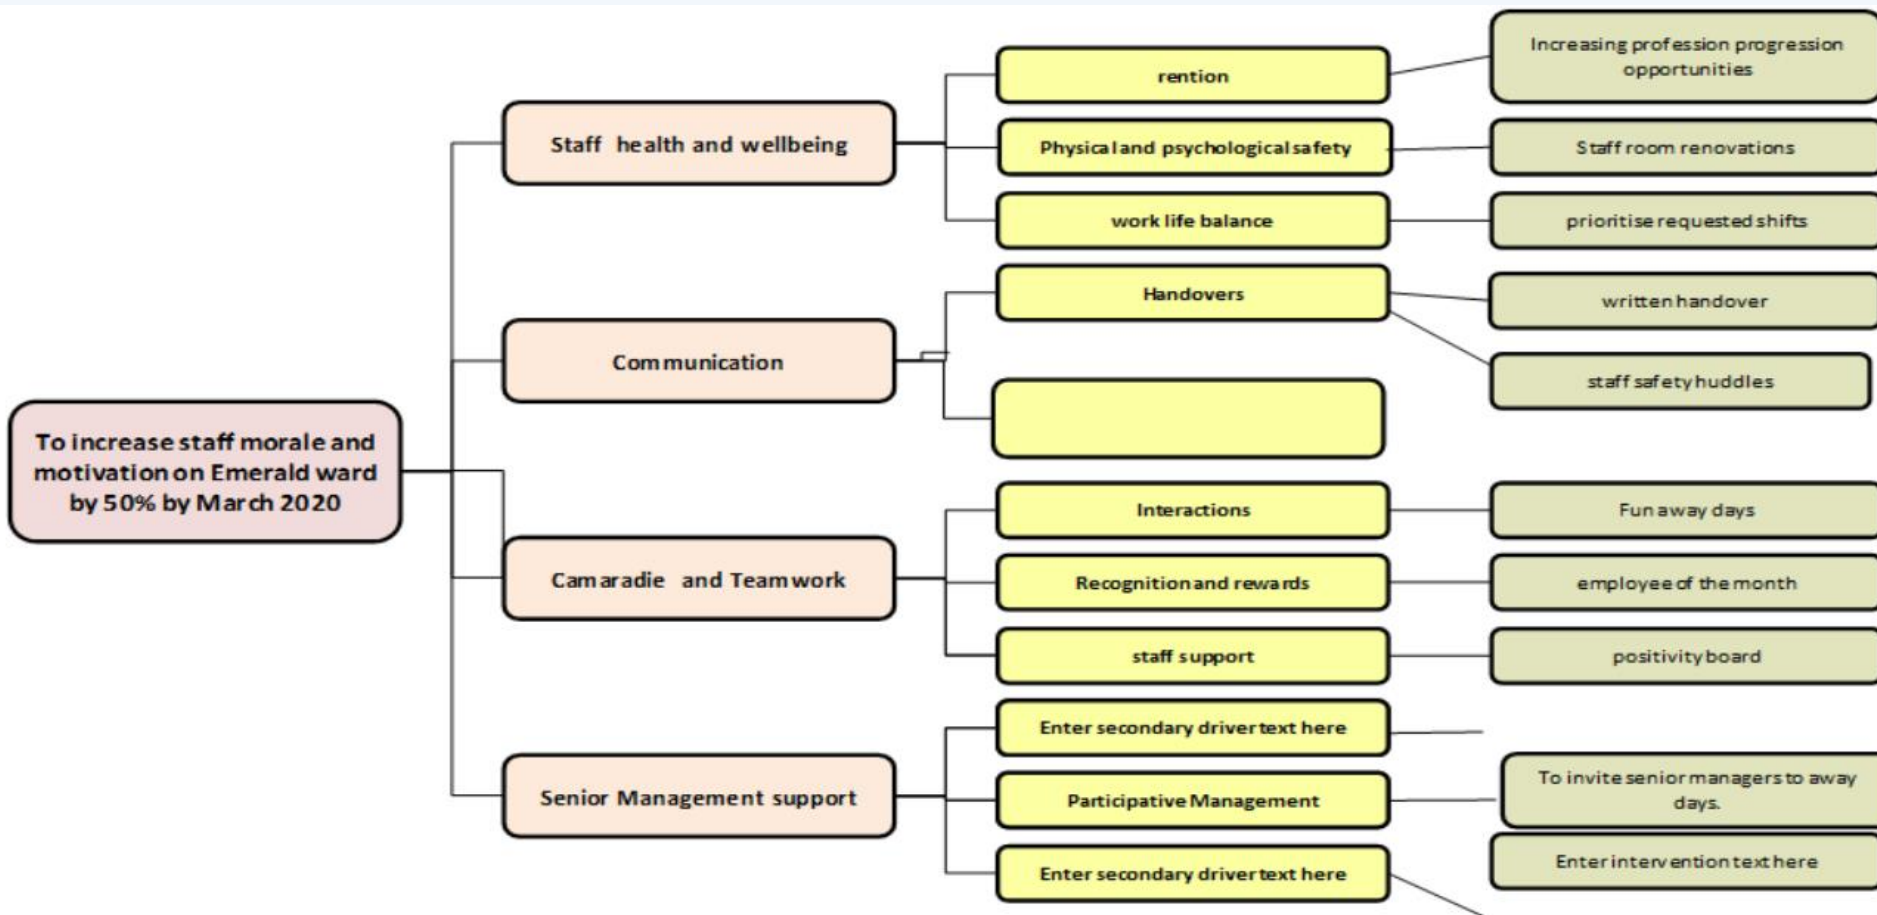 To increase staff morale and
motivation on Emerald ward
by 50% by March 2020
Staff health and wellbeing
Communication
Camaradie and Teamwork
Senior Management support
rention
Physical and psychological safety
work life balance
Handovers
Interactions
Recognition and rewards
staff support
Enter secondary driver text here
Participative Management
Enter secondary driver text here
Increasing profession progression
opportunities
Staff room renovations
prioritise requested shifts
written handover
staff safety huddles
Fun away days
employee of the month
positivity board
To invite senior managers to away
days.
Enter intervention text here